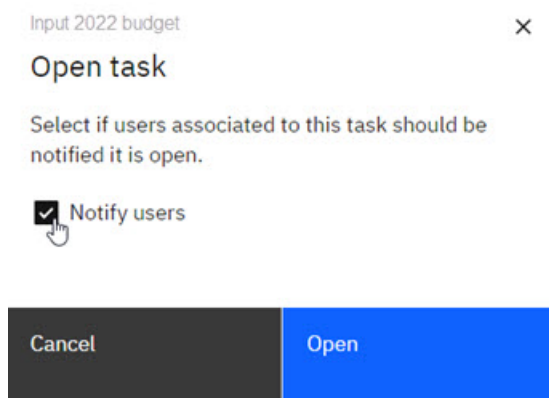 Input 2022 budget
Open task
Select if users associated to this task should be
notified it is open.
Notify users
Cancel
Open